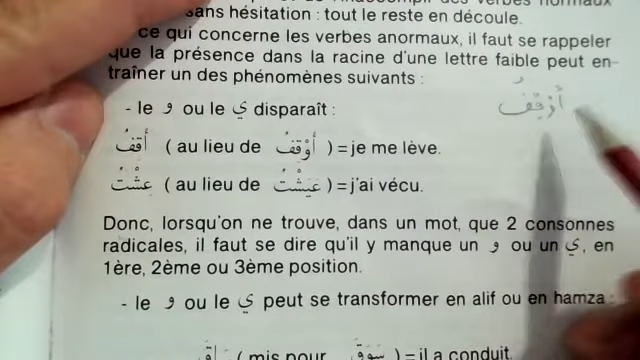 des verbes normaux
sans hésitation : tout le reste en découle.
ce qui concerne les verbes anormaux, il faut se rappeler
que la présence dans la racine d'une lettre faible peut en-
traîner un des phénomènes suivants :
- le و ou le ي disparaît :
أَوْقِفُ
أَقِفُ ( au lieu de أَوْقِفُ ) = je me lève.
عِشْتُ ( au lieu de عَيِشْتُ ) = j'ai vécu.
Donc, lorsqu'on ne trouve, dans un mot, que 2 consonnes
radicales, il faut se dire qu'il y manque un و ou un ي, en
1ère, 2ème ou 3ème position.
- le و ou le ي peut se transformer en alif ou en hamza :
( mis pour سَوَقَ ) = il a conduit.